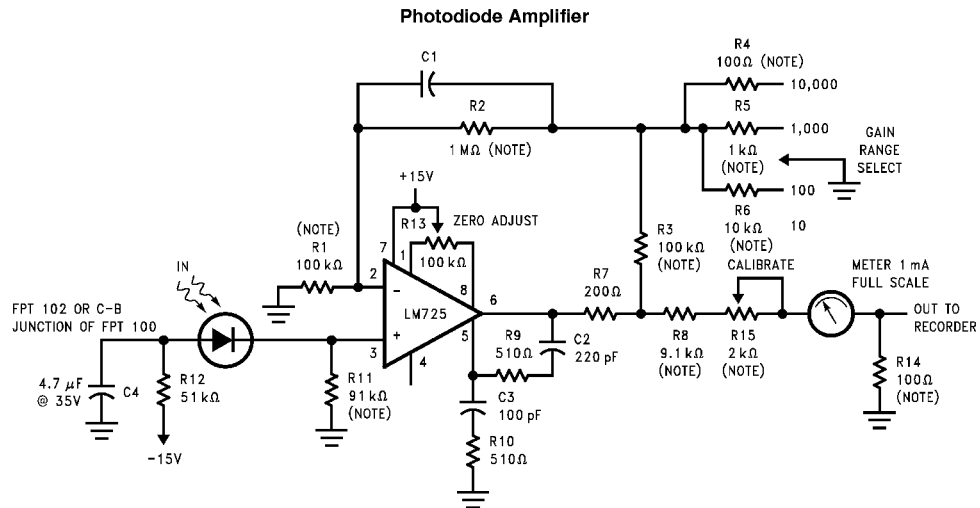 Photodiode Amplifier
C1
R4
100Ω (NOTE)
10,000
R2
1 MΩ (NOTE)
R5
1,000
1 kΩ
(NOTE)
GAIN
RANGE
SELECT
100
R6
10 kΩ
(NOTE)
10
+15V
R13
ZERO ADJUST
100 kΩ
(NOTE)
R1
100 kΩ
7
1
2
8
−
LM725
+
3
4
5
6
IN
R3
100 kΩ
(NOTE)
CALIBRATE
METER 1 mA
FULL SCALE
R7
200Ω
OUT TO
RECORDER
FPT 102 OR C–B
JUNCTION OF FPT 100
R9
510Ω
C2
220 pF
R8
9.1 kΩ
(NOTE)
R15
2 kΩ
(NOTE)
R14
100Ω
(NOTE)
4.7 μF
@ 35V
C4
R12
51 kΩ
R11
91 kΩ
(NOTE)
C3
100 pF
−15V
R10
510Ω